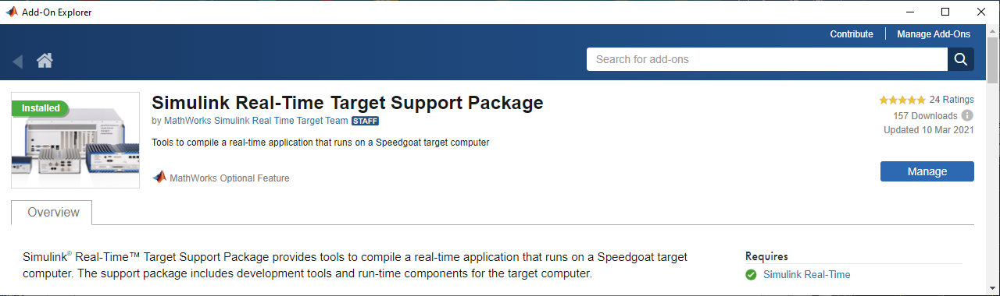 Add-On Explorer
Contribute
Manage Add-Ons
Search for add-ons
Installed
Simulink Real-Time Target Support Package
by MathWorks Simulink Real Time Target Team STAFF
Tools to compile a real-time application that runs on a Speedgoat target computer
MathWorks Optional Feature
24 Ratings
157 Downloads
Updated 10 Mar 2021
Manage
Overview
Simulink® Real-Time™ Target Support Package provides tools to compile a real-time application that runs on a Speedgoat target
computer. The support package includes development tools and run-time components for the target computer.
Requires
Simulink Real-Time